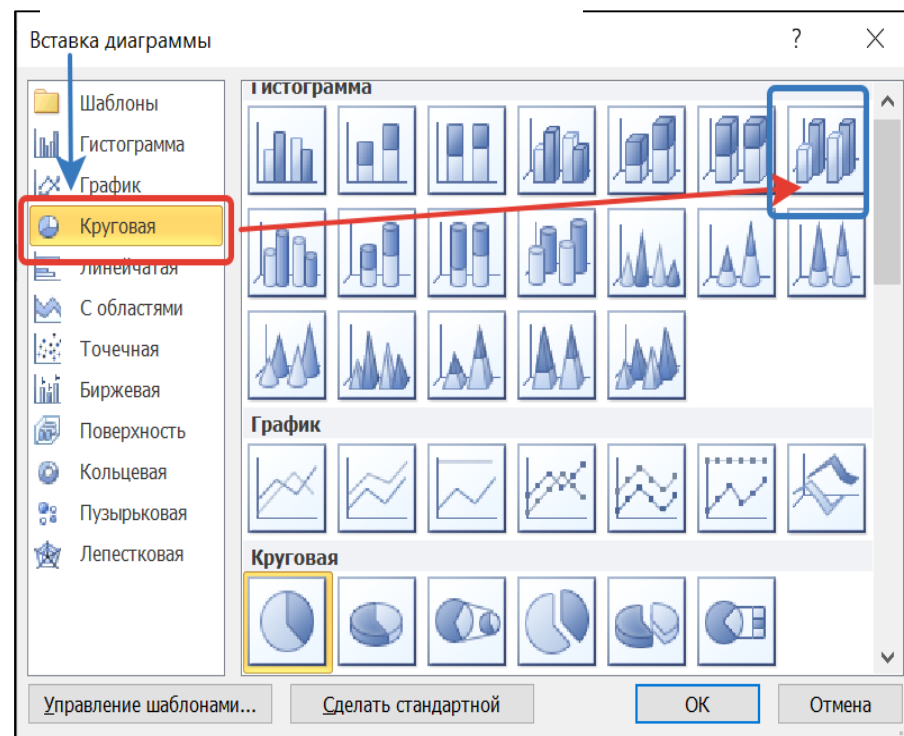 Вставка диаграммы
?
Шаблоны
Гистограмма
График
Круговая
Линейчатая
С областями
Точечная
Биржевая
Поверхность
Кольцевая
Пузырьковая
Лепестковая
Гистограмма
График
Круговая
Управление шаблонами...
Сделать стандартной
ОК
Отмена